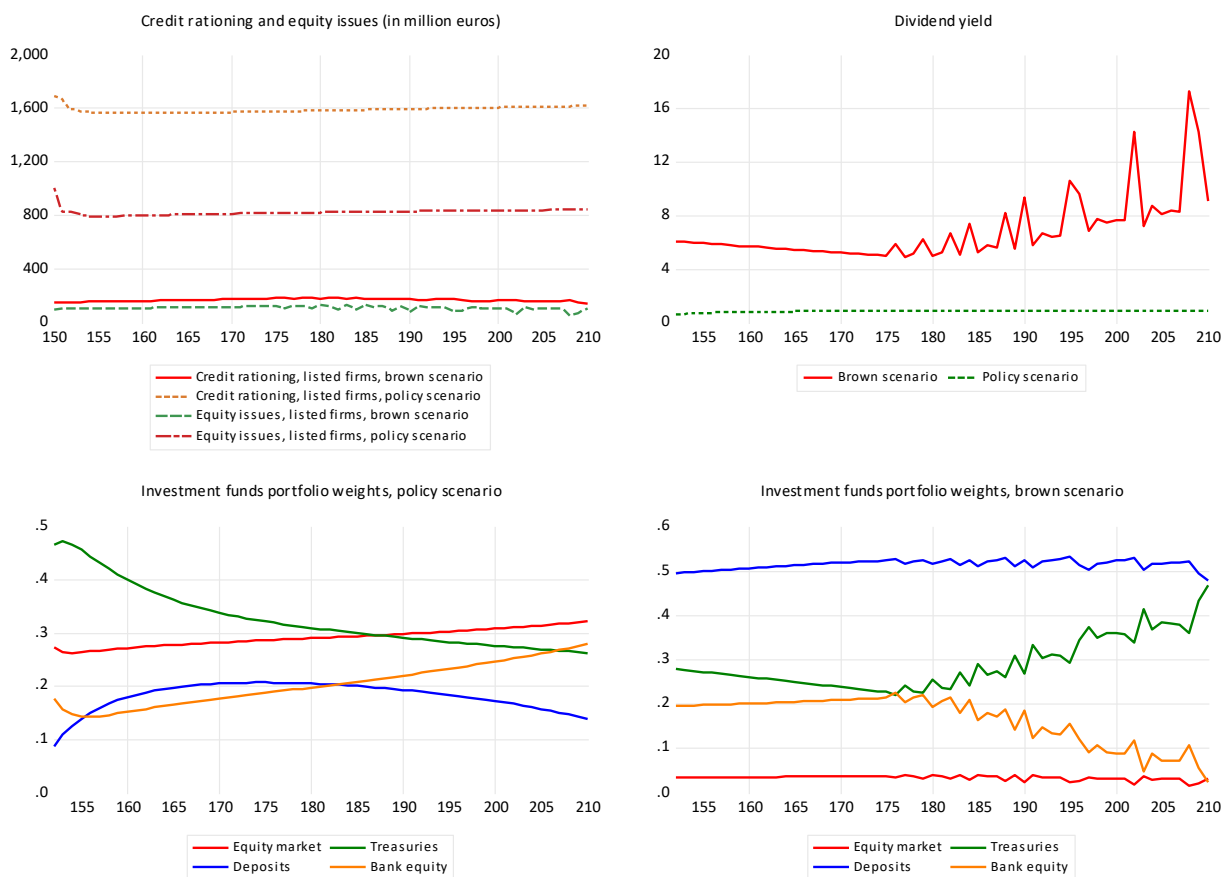 Credit rationing and equity issues (in million euros)
2,000
1,600
1,200
800
400
0
150 155 160 165 170 175 180 185 190 195 200 205 210
Credit rationing, listed firms, brown scenario
Credit rationing, listed firms, policy scenario
Equity issues, listed firms, brown scenario
Equity issues, listed firms, policy scenario
Dividend yield
20
16
12
8
4
0
155 160 165 170 175 180 185 190 195 200 205 210
Brown scenario Policy scenario
Investment funds portfolio weights, policy scenario
.5
.4
.3
.2
.1
.0
155 160 165 170 175 180 185 190 195 200 205 210
Equity market Treasuries
Deposits Bank equity
Investment funds portfolio weights, brown scenario
.6
.5
.4
.3
.2
.1
.0
155 160 165 170 175 180 185 190 195 200 205 210
Equity market Treasuries
Deposits Bank equity